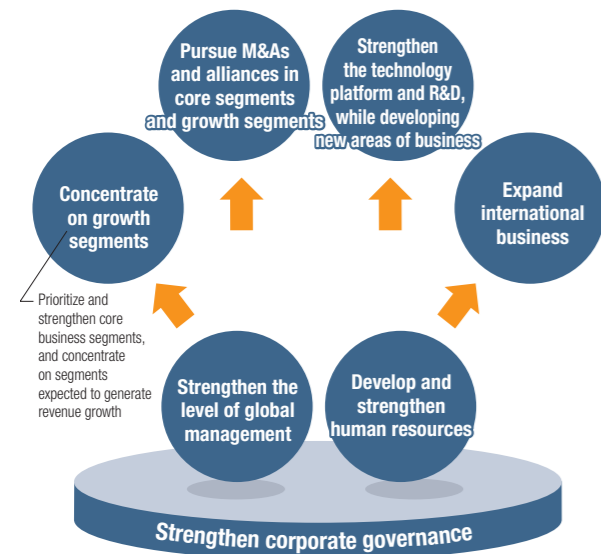 Pursue M&As
and alliances in
core segments
and growth segments
Strengthen
the technology
platform and R&D,
while developing
new areas of business
Concentrate
on growth
segments
Expand
international
business
Prioritize and
strengthen core
business segments,
and concentrate
on segments
expected to generate
revenue growth
Strengthen the
level of global
management
Develop and
strengthen
human resources
Strengthen corporate governance